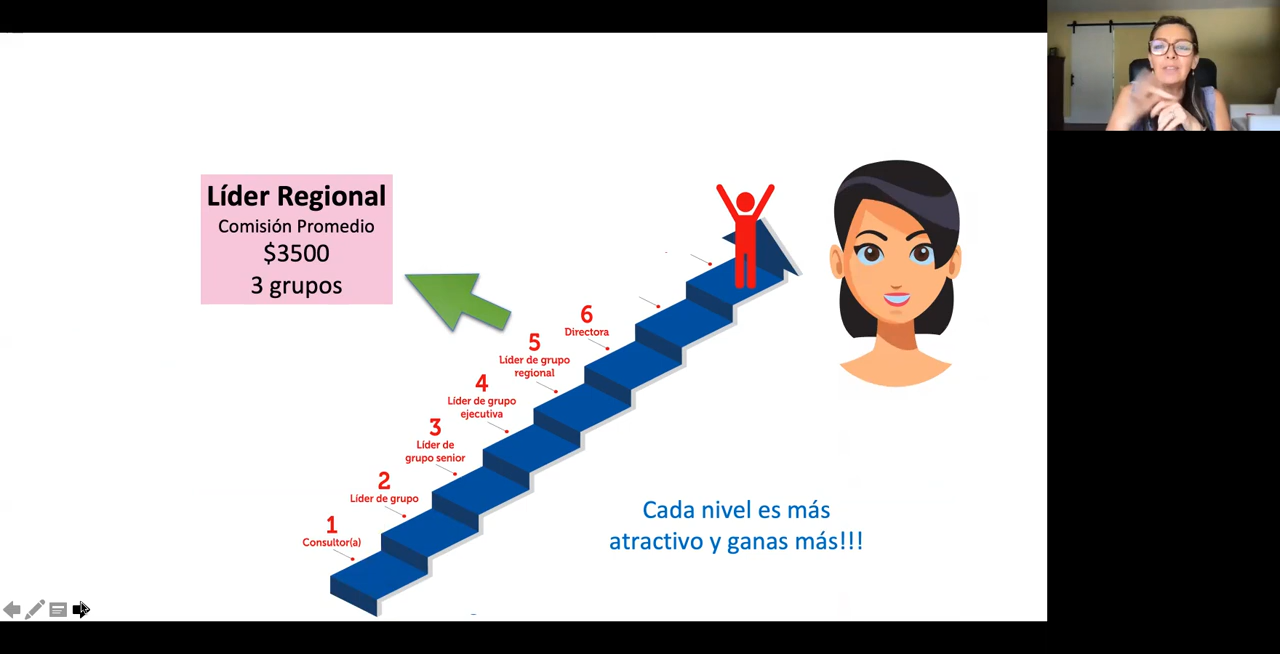 Líder Regional
Comisión Promedio
$3500
3 grupos
6
Directora
5
Líder de grupo
regional
4
Líder de grupo
ejecutiva
3
Líder de
grupo senior
2
Líder de grupo
1
Consultor(a)
Cada nivel es más
atractivo y ganas más!!!